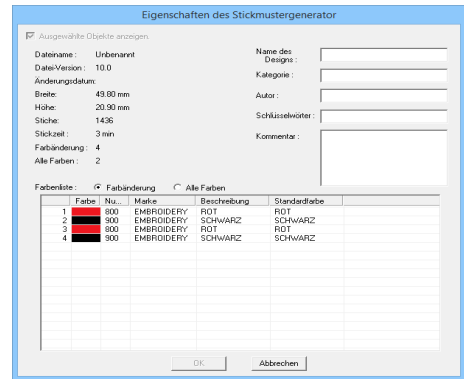 Eigenschaften des Stickmustergenerator
Ausgewählte Objekte anzeigen.
Dateiname : Unbenannt
Datei-Version : 10.0
Änderungsdatum:
Breite: 49.80 mm
Höhe: 20.90 mm
Stiche: 1436
Stickzeit : 3 min
Farbänderung : 4
Alle Farben : 2
Name des
Designs :
Kategorie :
Autor :
Schlüsselwörter :
Kommentar :
Farbenliste : Farbänderung Alle Farben
Farbe Nu... Marke Beschreibung Standardfarbe
1 800 EMBROIDERY ROT ROT
2 900 EMBROIDERY SCHWARZ SCHWARZ
3 800 EMBROIDERY ROT ROT
4 900 EMBROIDERY SCHWARZ SCHWARZ
OK Abbrechen